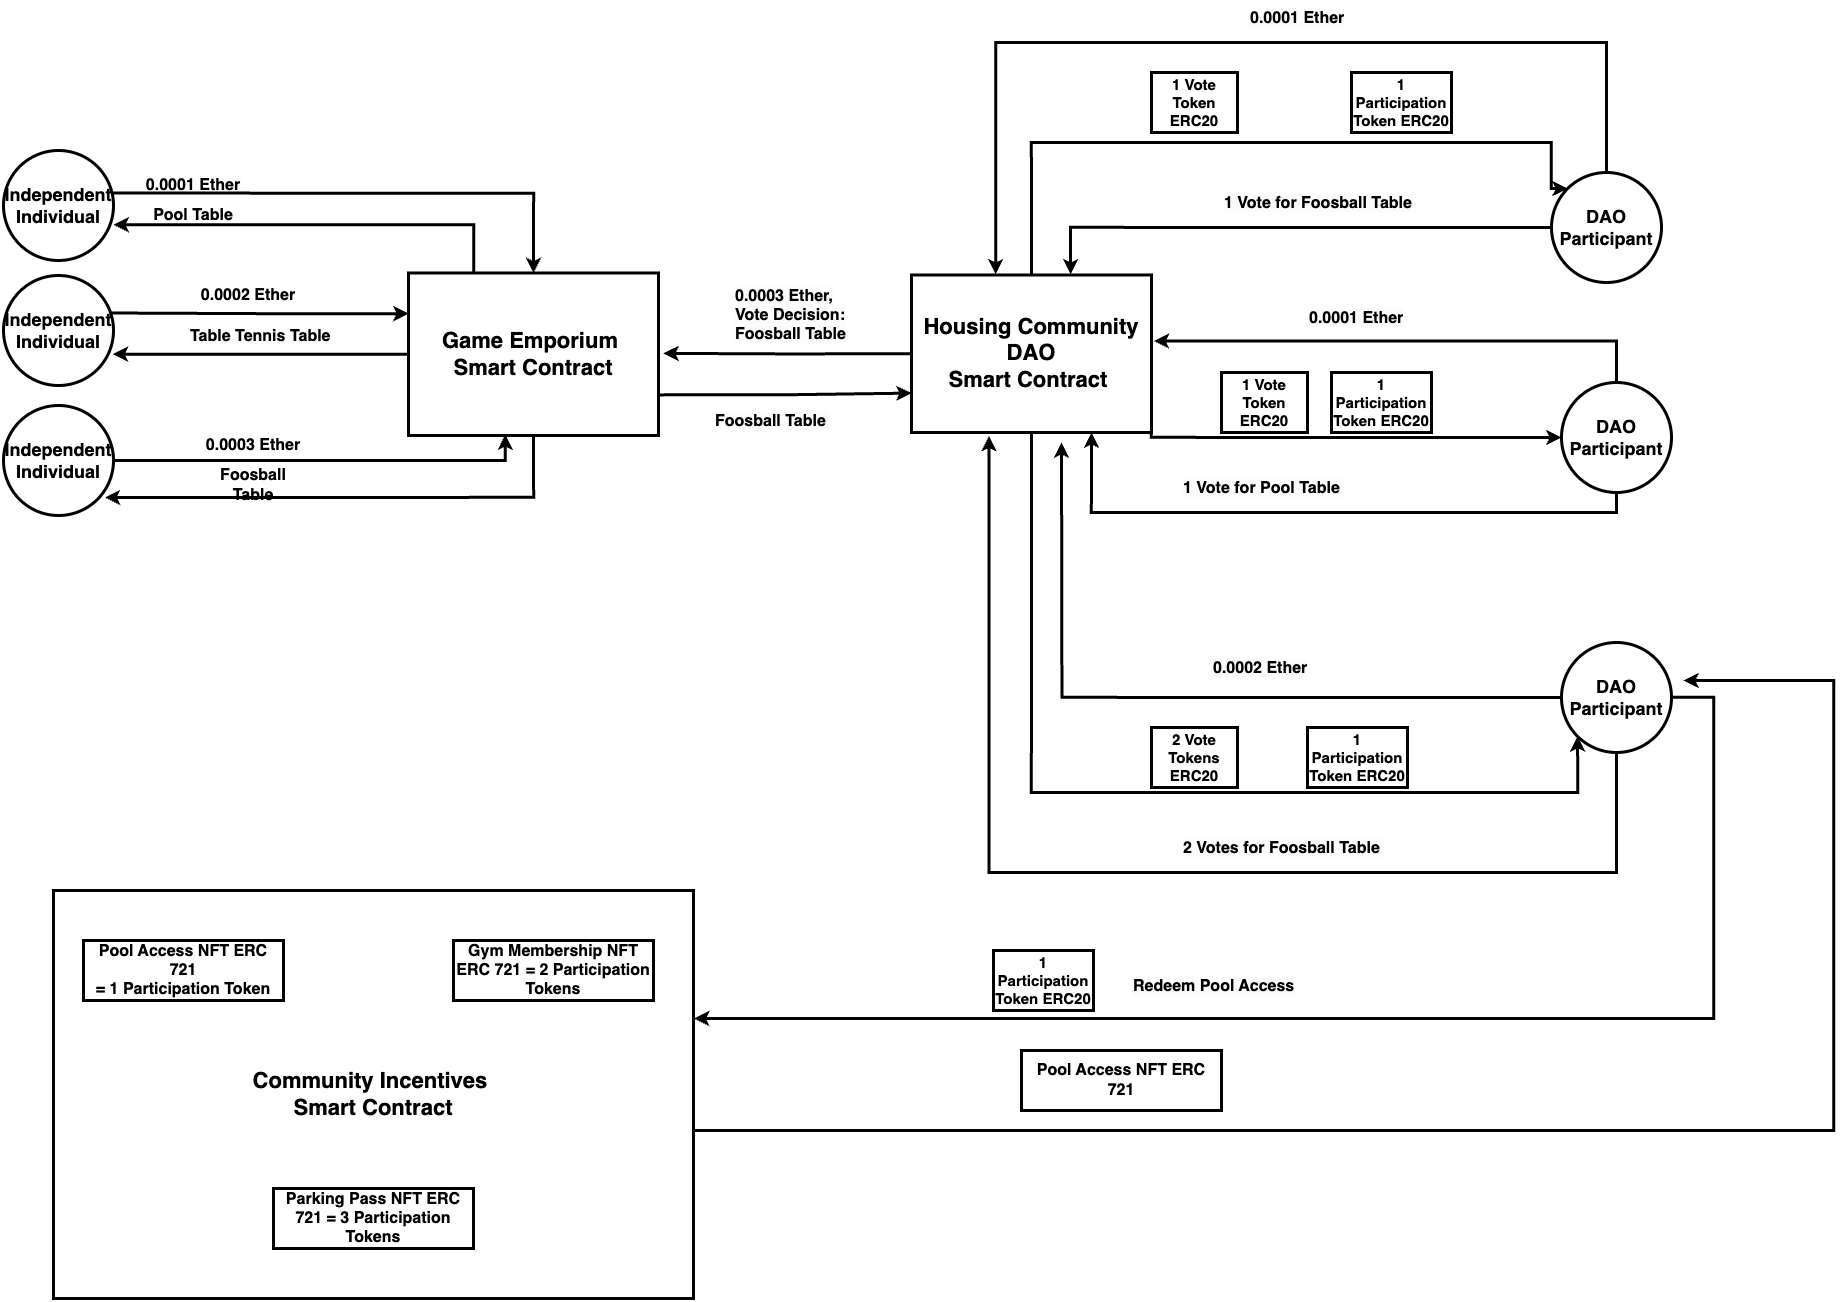 0.0001 Ether
1 Vote
Token
ERC20
1
Participation
Token ERC20
1 Vote for Foosball Table
DAO
Participant
Independent
Individual
0.0001 Ether
Pool Table
Independent
Individual
0.0002 Ether
Table Tennis Table
Independent
Individual
0.0003 Ether
Foosball
Table
Game Emporium
Smart Contract
0.0003 Ether,
Vote Decision:
Foosball Table
Foosball Table
Housing Community
DAO
Smart Contract
0.0001 Ether
1 Vote
Token
ERC20
1
Participation
Token ERC20
1 Vote for Pool Table
DAO
Participant
0.0002 Ether
2 Vote
Tokens
ERC20
1
Participation
Token ERC20
2 Votes for Foosball Table
DAO
Participant
Pool Access NFT ERC
721
= 1 Participation Token
Gym Membership NFT
ERC 721 = 2 Participation
Tokens
Community Incentives
Smart Contract
Parking Pass NFT ERC
721 = 3 Participation
Tokens
1
Participation
Token ERC20
Redeem Pool Access
Pool Access NFT ERC
721